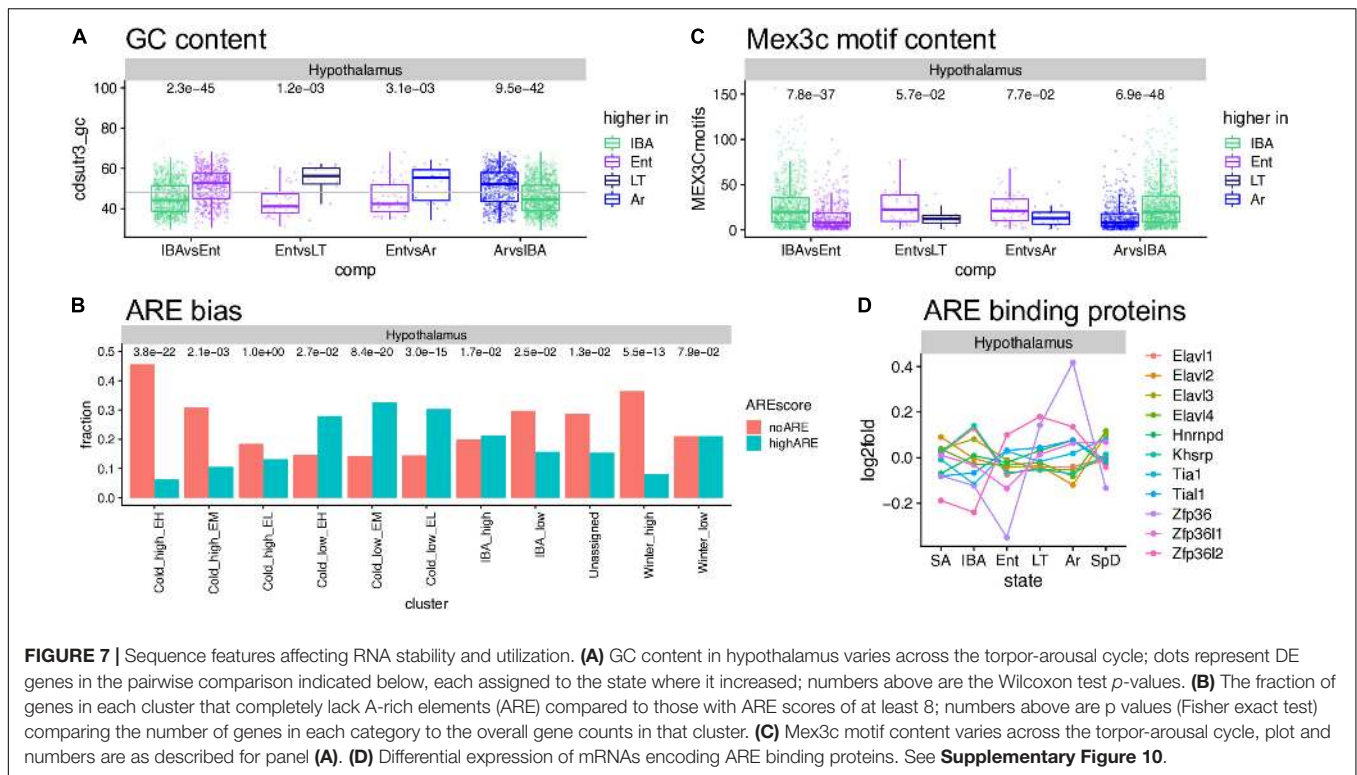 A GC content
Hypothalamus
2.3e−45 1.2e−03 3.1e−03 9.5e−42
100
80
60
40
cdsutr3_gc
IBAvsEnt EntvsLT EntvsAr ArvsIBA
comp
higher in
IBA
Ent
LT
Ar
C Mex3c motif content
Hypothalamus
7.8e−37 5.7e−02 7.7e−02 6.9e−48
150
100
50
0
MEX3Cmotifs
IBAvsEnt EntvsLT EntvsAr ArvsIBA
comp
higher in
IBA
Ent
LT
Ar
B ARE bias
Hypothalamus
3.8e−22 2.1e−03 1.0e+00 2.7e−02 8.4e−20 3.0e−15 1.7e−02 2.5e−02 1.3e−02 5.5e−13 7.9e−02
0.5
0.4
0.3
0.2
0.1
0.0
fraction
Cold_high_EH
Cold_high_EM
Cold_high_EL
Cold_low_EH
Cold_low_EM
Cold_low_EL
IBA_high
IBA_low
Unassigned
Winter_high
Winter_low
cluster
AREscore
noARE
highARE
D ARE binding proteins
Hypothalamus
0.4
0.2
0.0
−0.2
log2fold
SA IBA Ent LT Ar SpD
state
Elavl1
Elavl2
Elavl3
Elavl4
Hnrnpd
Khsrp
Tia1
Tial1
Zfp36
Zfp36l1
Zfp36l2
FIGURE 7 | Sequence features affecting RNA stability and utilization. (A) GC content in hypothalamus varies across the torpor-arousal cycle; dots represent DE
genes in the pairwise comparison indicated below, each assigned to the state where it increased; numbers above are the Wilcoxon test p-values. (B) The fraction of
genes in each cluster that completely lack A-rich elements (ARE) compared to those with ARE scores of at least 8; numbers above are p values (Fisher exact test)
comparing the number of genes in each category to the overall gene counts in that cluster. (C) Mex3c motif content varies across the torpor-arousal cycle, plot and
numbers are as described for panel (A). (D) Differential expression of mRNAs encoding ARE binding proteins. See Supplementary Figure 10.